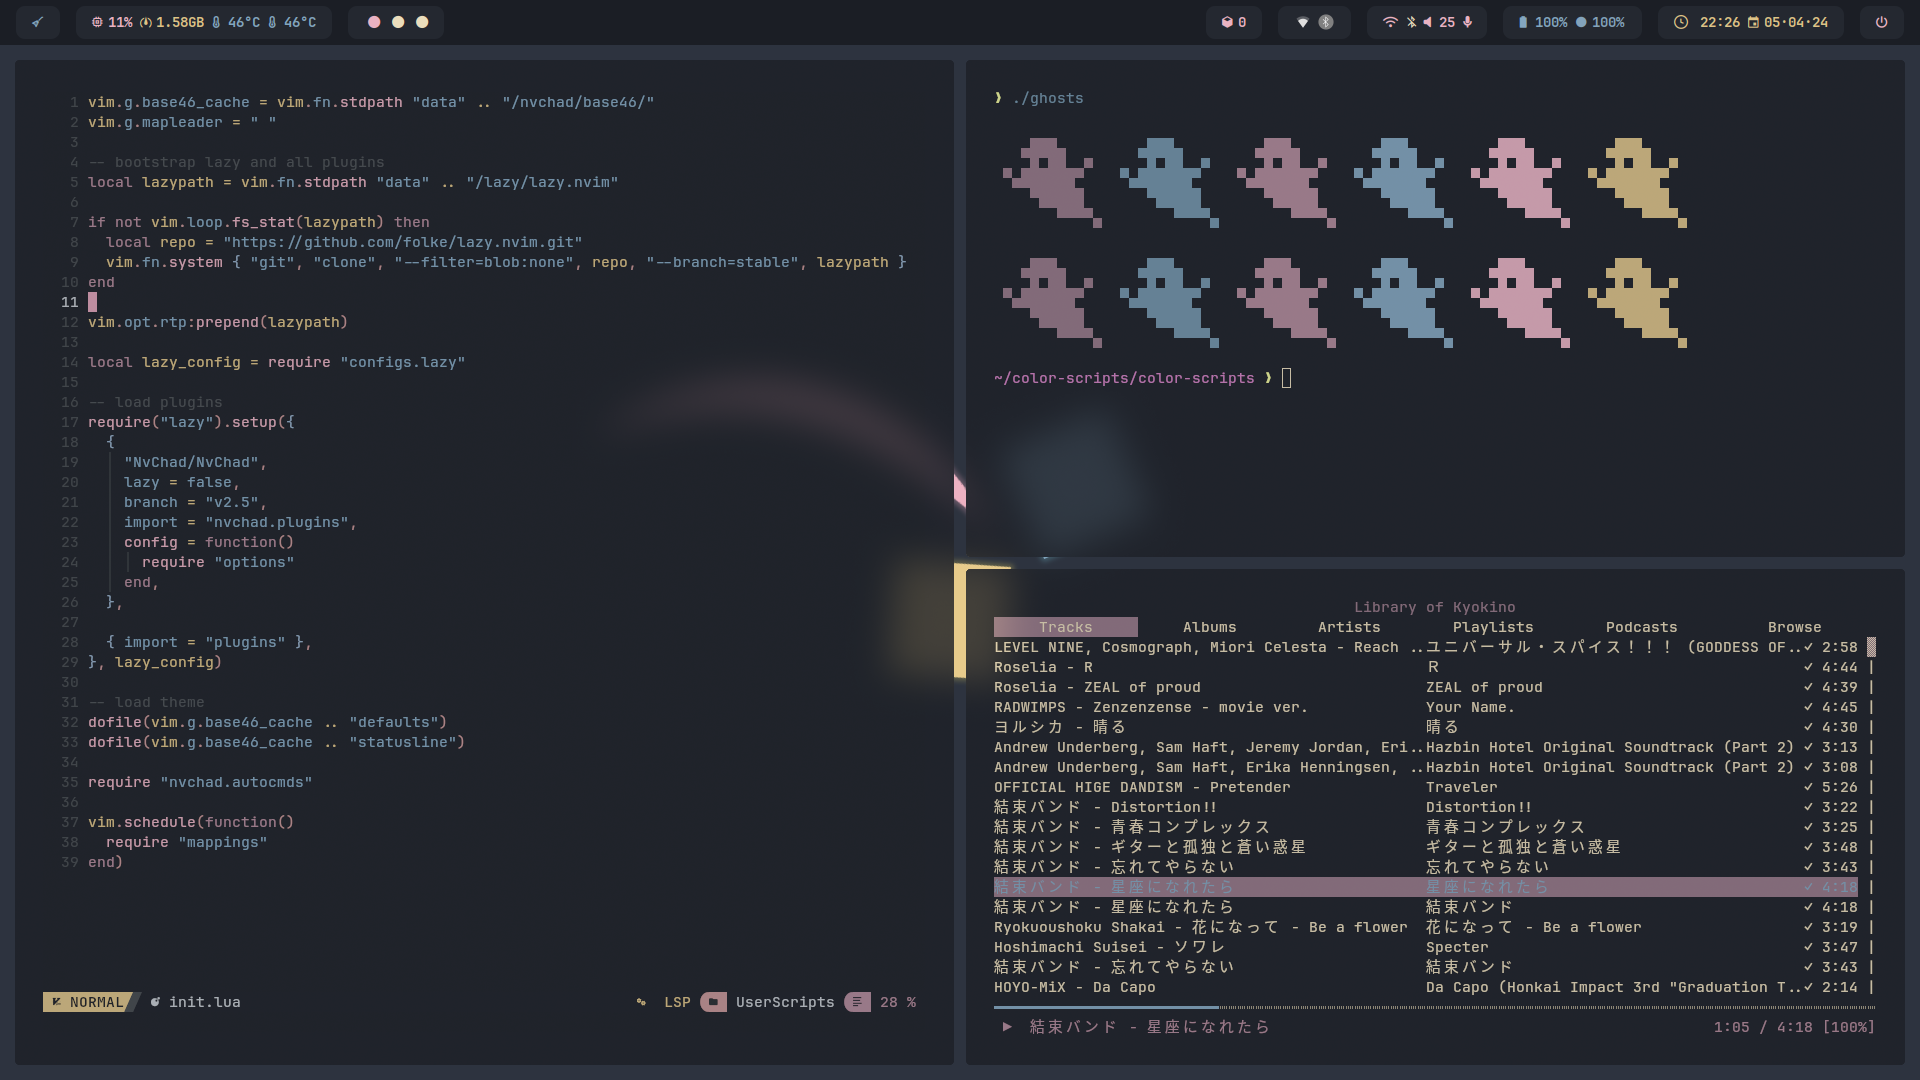 11% 1.58GB 46°C 46°C
0
25
100% 100%
22:26 05·04·24
1 vim.g.base46_cache = vim.fn.stdpath "data" .. "/nvchad/base46/"
2 vim.g.mapleader = " "
3
4 -- bootstrap lazy and all plugins
5 local lazypath = vim.fn.stdpath "data" .. "/lazy/lazy.nvim"
6
7 if not vim.loop.fs_stat(lazypath) then
8 local repo = "https://github.com/folke/lazy.nvim.git"
9 vim.fn.system { "git", "clone", "--filter=blob:none", repo, "--branch=stable", lazypath }
10 end
11
12 vim.opt.rtp:prepend(lazypath)
13
14 local lazy_config = require "configs.lazy"
15
16 -- load plugins
17 require("lazy").setup({
18 {
19 "NvChad/NvChad",
20 lazy = false,
21 branch = "v2.5",
22 import = "nvchad.plugins",
23 config = function()
24 require "options"
25 end,
26 },
27
28 { import = "plugins" },
29 }, lazy_config)
30
31 -- load theme
32 dofile(vim.g.base46_cache .. "defaults")
33 dofile(vim.g.base46_cache .. "statusline")
34
35 require "nvchad.autocmds"
36
37 vim.schedule(function()
38 require "mappings"
39 end)
NORMAL init.lua LSP UserScripts 28 %
❱ ./ghosts
~/color-scripts/color-scripts ❱
Library of Kyokino
Tracks Albums Artists Playlists Podcasts Browse
LEVEL NINE, Cosmograph, Miori Celesta - Reach ..ユニバーサル・スパイス！！！ (GODDESS OF..✓ 2:58
Roselia - R Ｒ ✓ 4:44
Roselia - ZEAL of proud ZEAL of proud ✓ 4:39
RADWIMPS - Zenzenzense - movie ver. Your Name. ✓ 4:45
ヨルシカ - 晴る 晴る ✓ 4:30
Andrew Underberg, Sam Haft, Jeremy Jordan, Eri..Hazbin Hotel Original Soundtrack (Part 2) ✓ 3:13
Andrew Underberg, Sam Haft, Erika Henningsen, ..Hazbin Hotel Original Soundtrack (Part 2) ✓ 3:08
OFFICIAL HIGE DANDISM - Pretender Traveler ✓ 5:26
結束バンド - Distortion!! Distortion!! ✓ 3:22
結束バンド - 青春コンプレックス 青春コンプレックス ✓ 3:25
結束バンド - ギターと孤独と蒼い惑星 ギターと孤独と蒼い惑星 ✓ 3:48
結束バンド - 忘れてやらない 忘れてやらない ✓ 3:43
結束バンド - 星座になれたら 星座になれたら ✓ 4:18
結束バンド - 星座になれたら 結束バンド ✓ 4:18
Ryokuoushoku Shakai - 花になって - Be a flower 花になって - Be a flower ✓ 3:19
Hoshimachi Suisei - ソワレ Specter ✓ 3:47
結束バンド - 忘れてやらない 結束バンド ✓ 3:43
HOYO-MiX - Da Capo Da Capo (Honkai Impact 3rd "Graduation T..✓ 2:14
▶ 結束バンド - 星座になれたら 1:05 / 4:18 [100%]